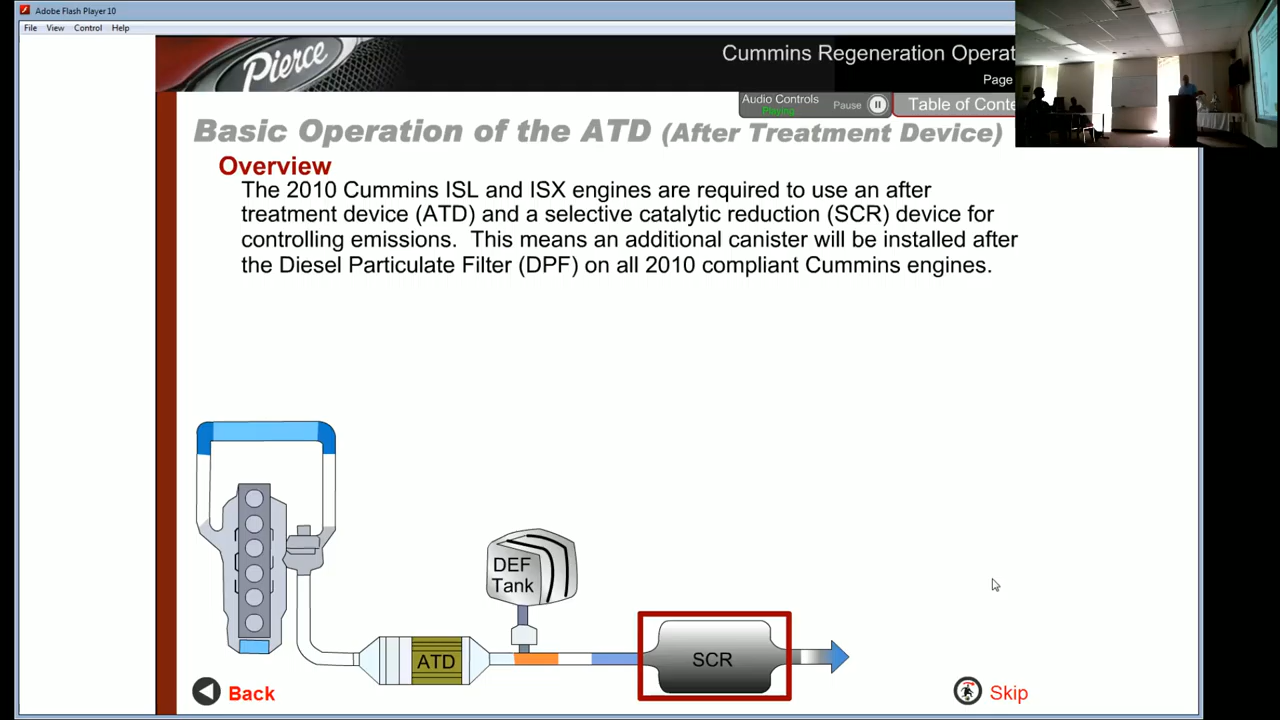 Adobe Flash Player 10
File View Control Help
Pierce
Cummins Regeneration Operat
Page
Audio Controls
Playing
Pause
Table of Conte
Basic Operation of the ATD (After Treatment Device)
Overview
The 2010 Cummins ISL and ISX engines are required to use an after
treatment device (ATD) and a selective catalytic reduction (SCR) device for
controlling emissions. This means an additional canister will be installed after
the Diesel Particulate Filter (DPF) on all 2010 compliant Cummins engines.
DEF
Tank
ATD
SCR
Back
Skip